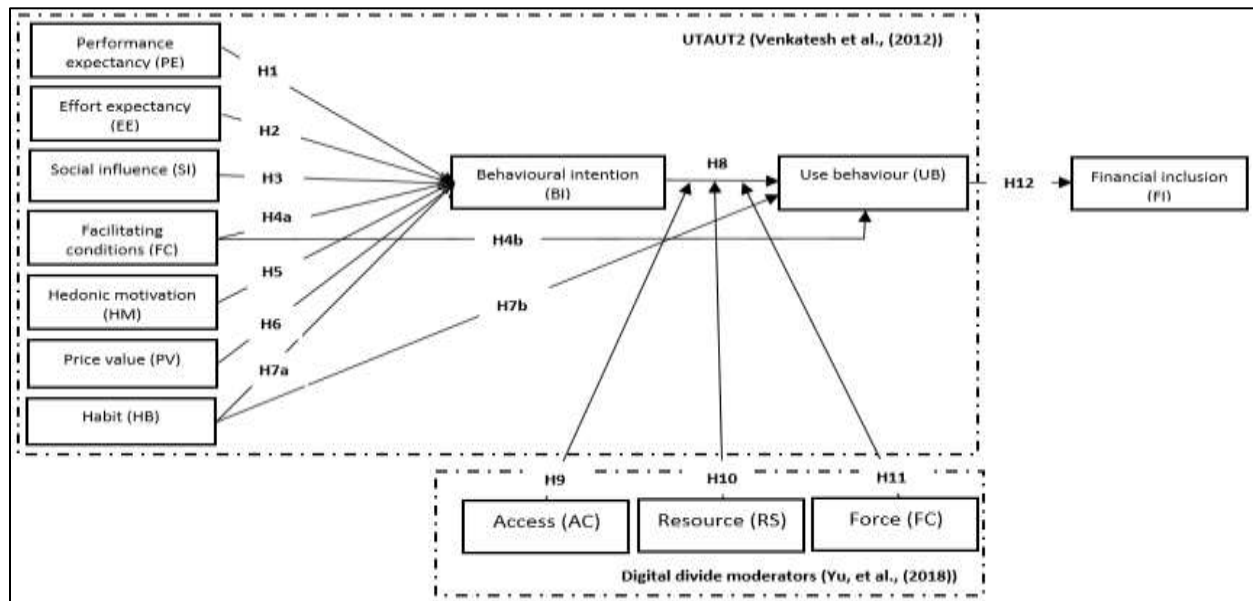 Performance
expectancy (PE)
Effort expectancy
(EE)
Social influence (SI)
Facilitating
conditions (FC)
Hedonic motivation
(HM)
Price value (PV)
Habit (HB)
H1
H2
H3
H4a
H5
H6
H7a
UTAUT2 (Venkatesh et al., (2012))
Behavioural intention
(BI)
H8
Use behaviour (UB)
H12
Financial inclusion
(FI)
H4b
H7b
H9
H10
H11
Access (AC)
Resource (RS)
Force (FC)
Digital divide moderators (Yu, et al., (2018))